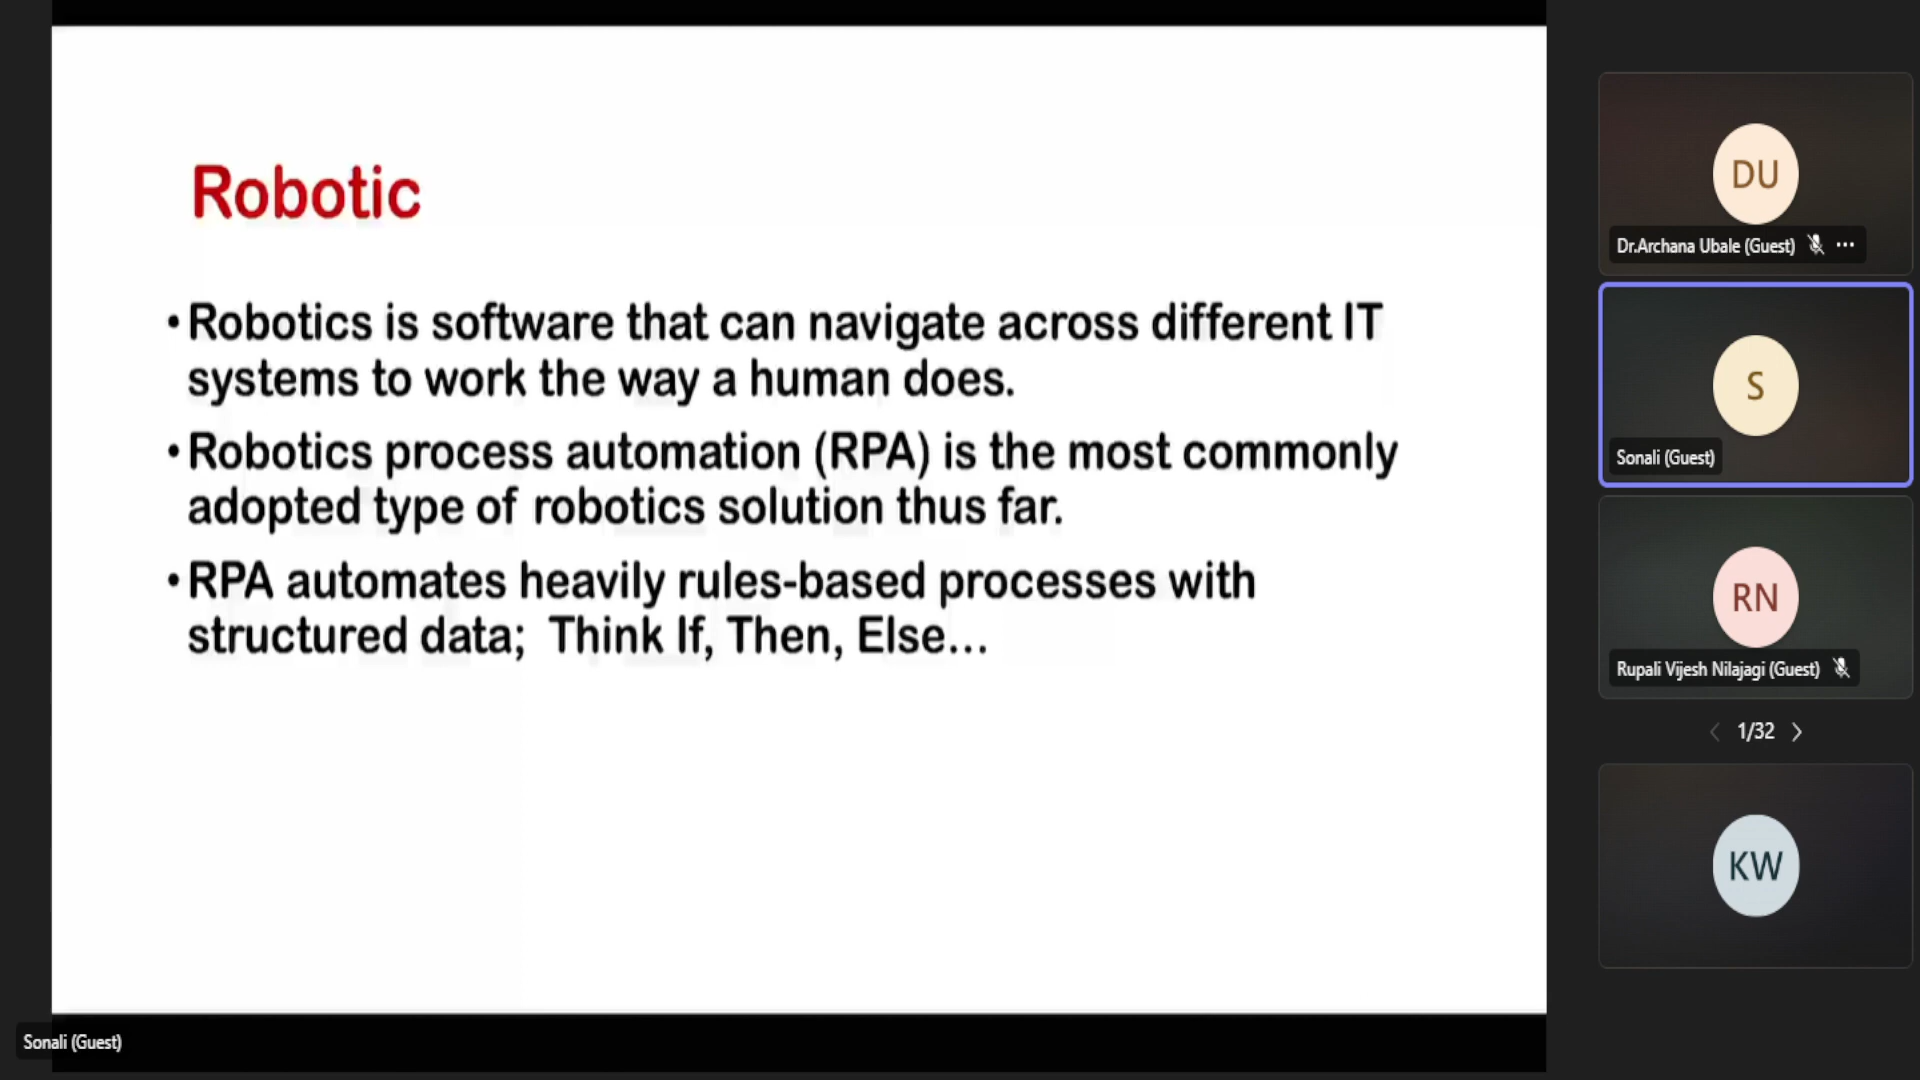 Robotic
•Robotics is software that can navigate across different IT
systems to work the way a human does.
•Robotics process automation (RPA) is the most commonly
adopted type of robotics solution thus far.
•RPA automates heavily rules-based processes with
structured data;  Think If, Then, Else...
Sonali (Guest)
DU
Dr.Archana Ubale (Guest)
S
Sonali (Guest)
RN
Rupali Vijesh Nilajagi (Guest)
1/32
KW